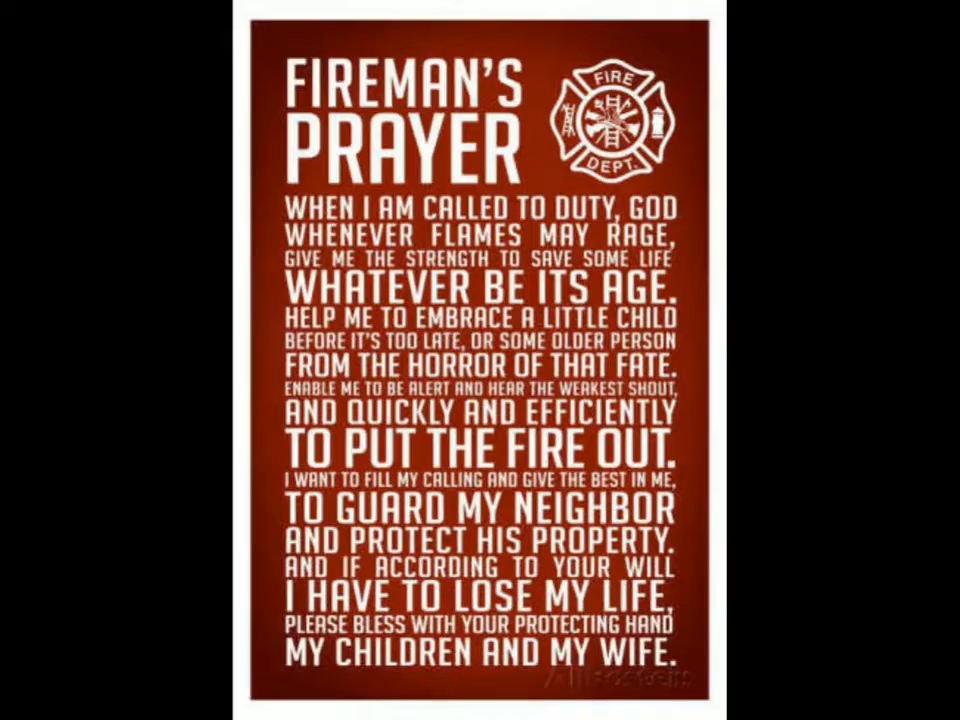 FIREMAN'S
PRAYER
FIRE
DEPT.
WHEN I AM CALLED TO DUTY, GOD
WHENEVER FLAMES MAY RAGE,
GIVE ME THE STRENGTH TO SAVE SOME LIFE
WHATEVER BE ITS AGE.
HELP ME TO EMBRACE A LITTLE CHILD
BEFORE IT'S TOO LATE, OR SOME OLDER PERSON
FROM THE HORROR OF THAT FATE.
ENABLE ME TO BE ALERT AND HEAR THE WEAKEST SHOUT,
AND QUICKLY AND EFFICIENTLY
TO PUT THE FIRE OUT.
I WANT TO FILL MY CALLING AND GIVE THE BEST IN ME,
TO GUARD MY NEIGHBOR
AND PROTECT HIS PROPERTY.
AND IF ACCORDING TO YOUR WILL
I HAVE TO LOSE MY LIFE,
PLEASE BLESS WITH YOUR PROTECTING HAND
MY CHILDREN AND MY WIFE.